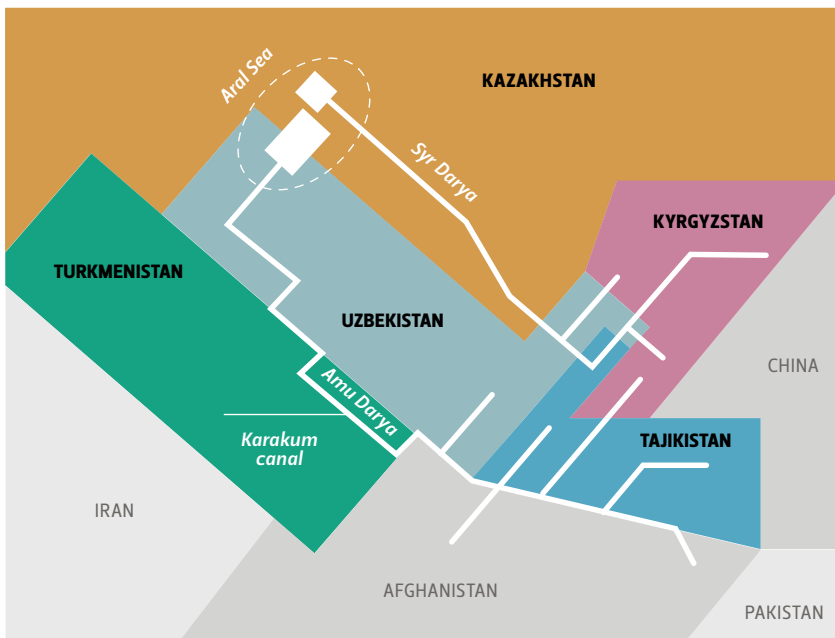 Aral Sea
KAZAKHSTAN
Syr Darya
KYRGYZSTAN
TURKMENISTAN
UZBEKISTAN
CHINA
Amu Darya
Karakum
canal
TAJIKISTAN
IRAN
AFGHANISTAN
PAKISTAN